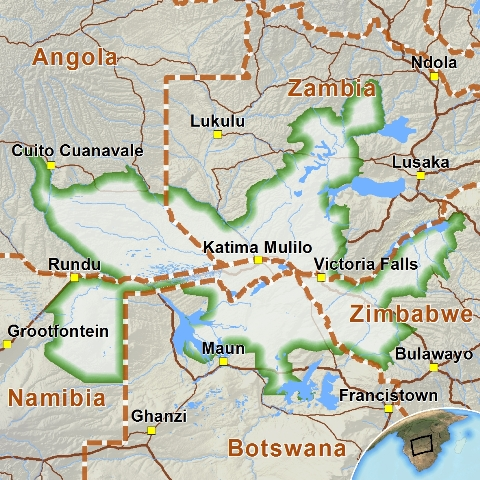 Angola
Ndola
Zambia
Lukulu
Cuito Cuanavale
Lusaka
Katima Mulilo
Rundu
Victoria Falls
Zimbabwe
Grootfontein
Maun
Bulawayo
Namibia
Francistown
Ghanzi
Botswana